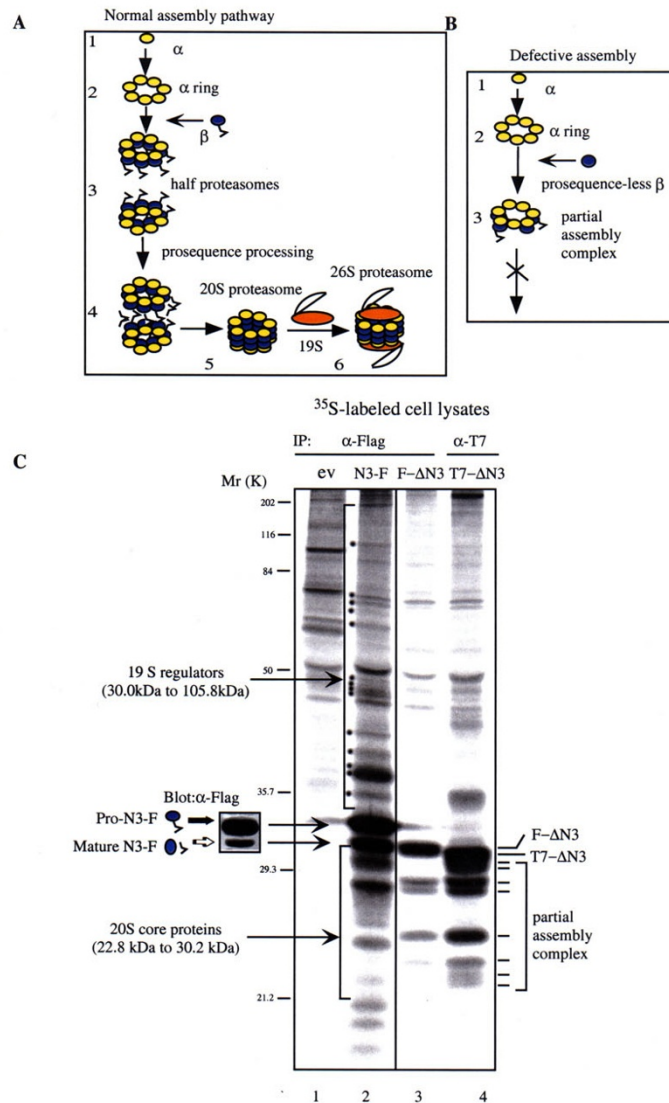 A
Normal assembly pathway
1
α
2
α ring
β
3
half proteasomes
prosequence processing
4
20S proteasome
26S proteasome
19S
5
6
B
Defective assembly
1
α
2
α ring
prosequence-less β
3
partial
assembly
complex
C
35S-labeled cell lysates
IP: α-Flag α-T7
Mr (K) ev N3-F F-ΔN3 T7-ΔN3
202
116
84
50
19 S regulators
(30.0kDa to 105.8kDa)
35.7
Blot:α-Flag
Pro-N3-F
Mature N3-F
F-ΔN3
T7-ΔN3
29.3
20S core proteins
(22.8 kDa to 30.2 kDa)
partial
assembly
complex
21.2
1 2 3 4